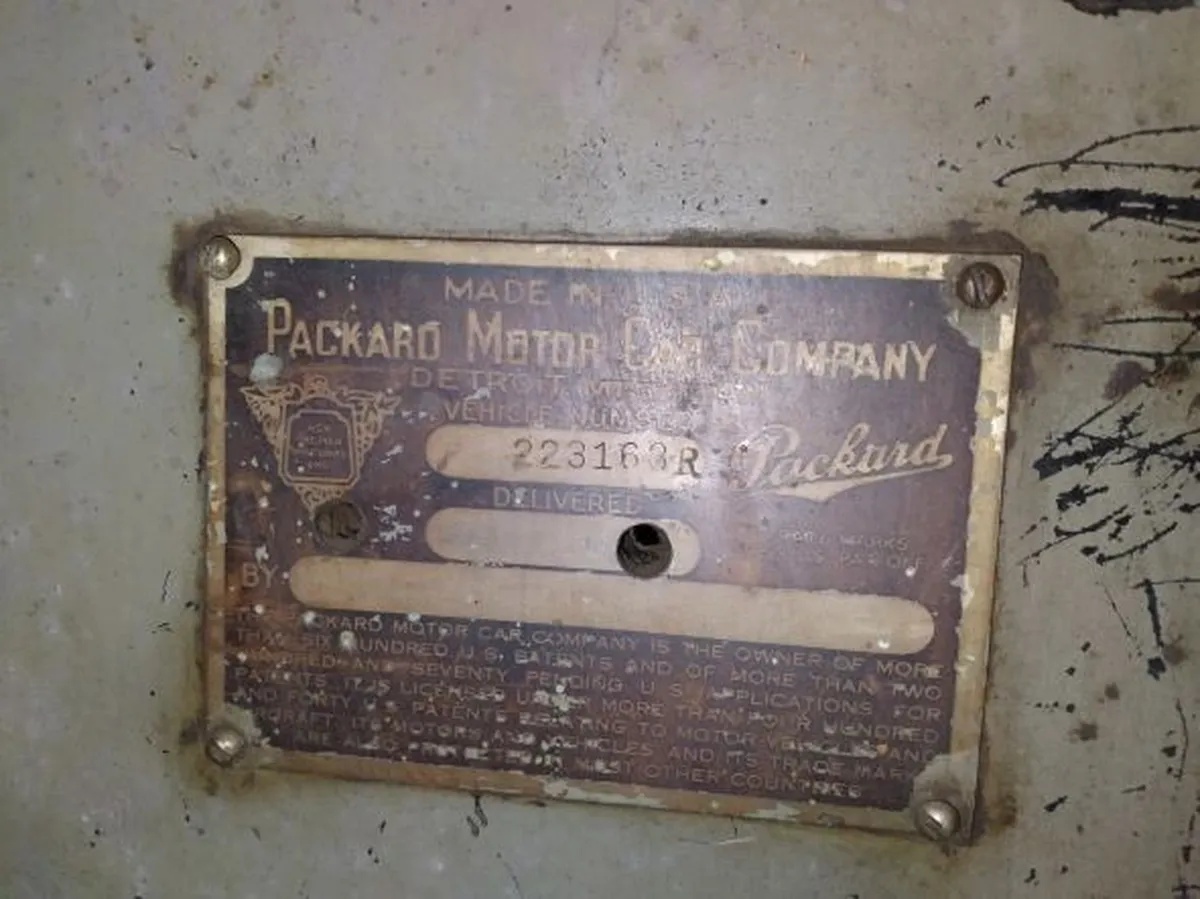 MADE IN U.S.A.
PACKARD MOTOR CAR COMPANY
DETROIT, MICHIGAN
VEHICLE NUMBER
223163R
Packard
DELIVERED
BY
THE PACKARD MOTOR CAR COMPANY IS THE OWNER OF MORE
THAN SIX HUNDRED U.S. PATENTS AND OF MORE THAN TWO
HUNDRED AND SEVENTY PENDING U.S. APPLICATIONS FOR
PATENTS. IT IS LICENSED UNDER MORE THAN FOUR HUNDRED
AND FORTY U.S. PATENTS RELATING TO MOTOR VEHICLES AND
AIRCRAFT. ITS MOTORS AND VEHICLES AND ITS TRADE MARK
ARE ALSO PROTECTED IN MOST OTHER COUNTRIES